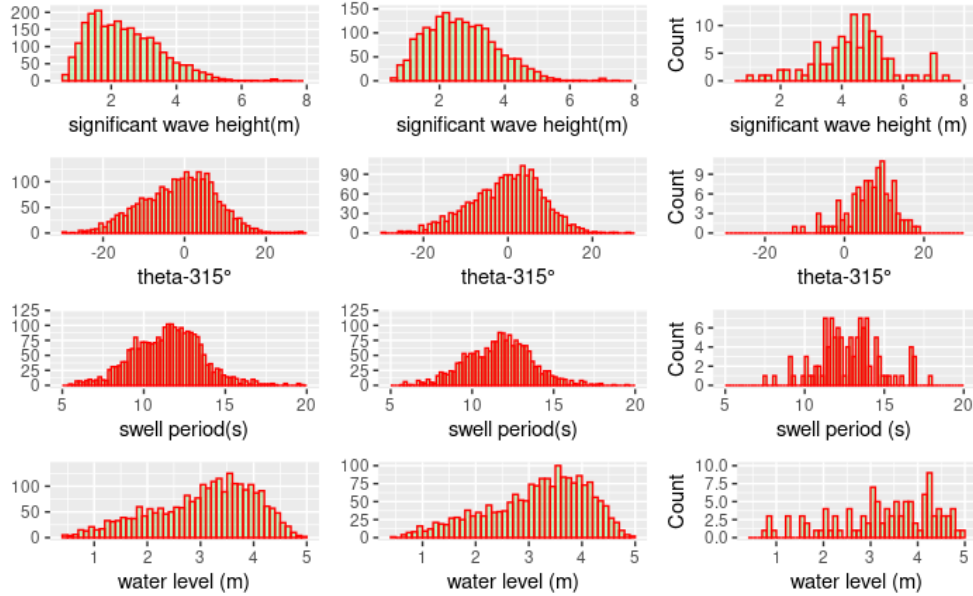 200
150
100
50
0
2 4 6 8
significant wave height(m)
150
100
50
0
2 4 6 8
significant wave height(m)
Count
10
5
0
2 4 6 8
significant wave height (m)
100
50
0
-20 0 20
theta-315°
90
60
30
0
-20 0 20
theta-315°
Count
9
6
3
0
-20 0 20
theta-315°
125
100
75
50
25
0
5 10 15 20
swell period(s)
125
100
75
50
25
0
5 10 15 20
swell period(s)
Count
6
4
2
0
5 10 15 20
swell period (s)
100
50
0
1 2 3 4 5
water level (m)
100
75
50
25
0
1 2 3 4 5
water level (m)
Count
10.0
7.5
5.0
2.5
0.0
1 2 3 4 5
water level (m)